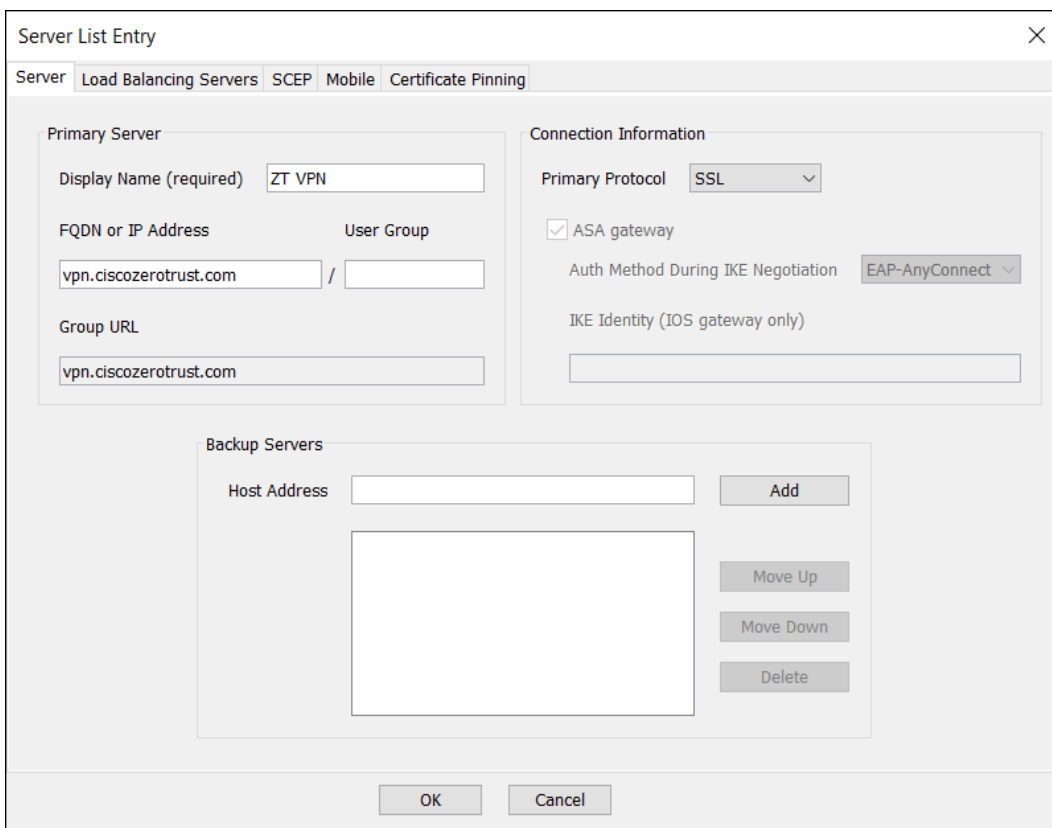 Server List Entry
Server Load Balancing Servers SCEP Mobile Certificate Pinning
Primary Server
Display Name (required) ZT VPN
FQDN or IP Address User Group
vpn.ciscozerotrust.com /
Group URL
vpn.ciscozerotrust.com
Connection Information
Primary Protocol SSL
ASA gateway
Auth Method During IKE Negotiation EAP-AnyConnect
IKE Identity (IOS gateway only)
Backup Servers
Host Address Add
Move Up
Move Down
Delete
OK Cancel